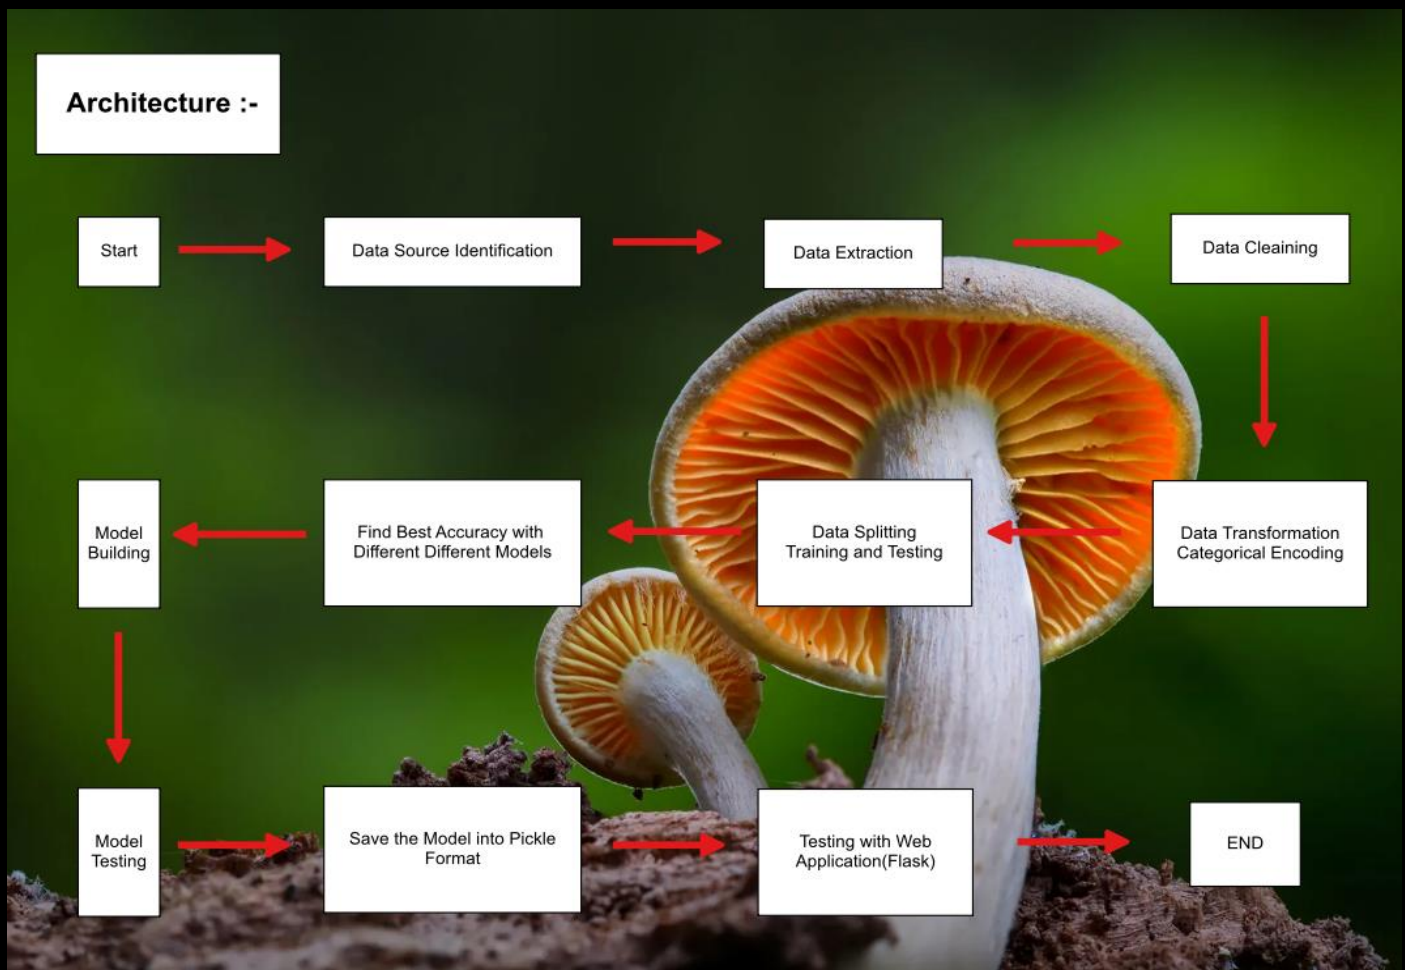 Architecture :-
Start
Data Source Identification
Data Extraction
Data Cleaining
Data Transformation
Categorical Encoding
Data Splitting
Training and Testing
Find Best Accuracy with
Different Different Models
Model
Building
Model
Testing
Save the Model into Pickle
Format
Testing with Web
Application(Flask)
END